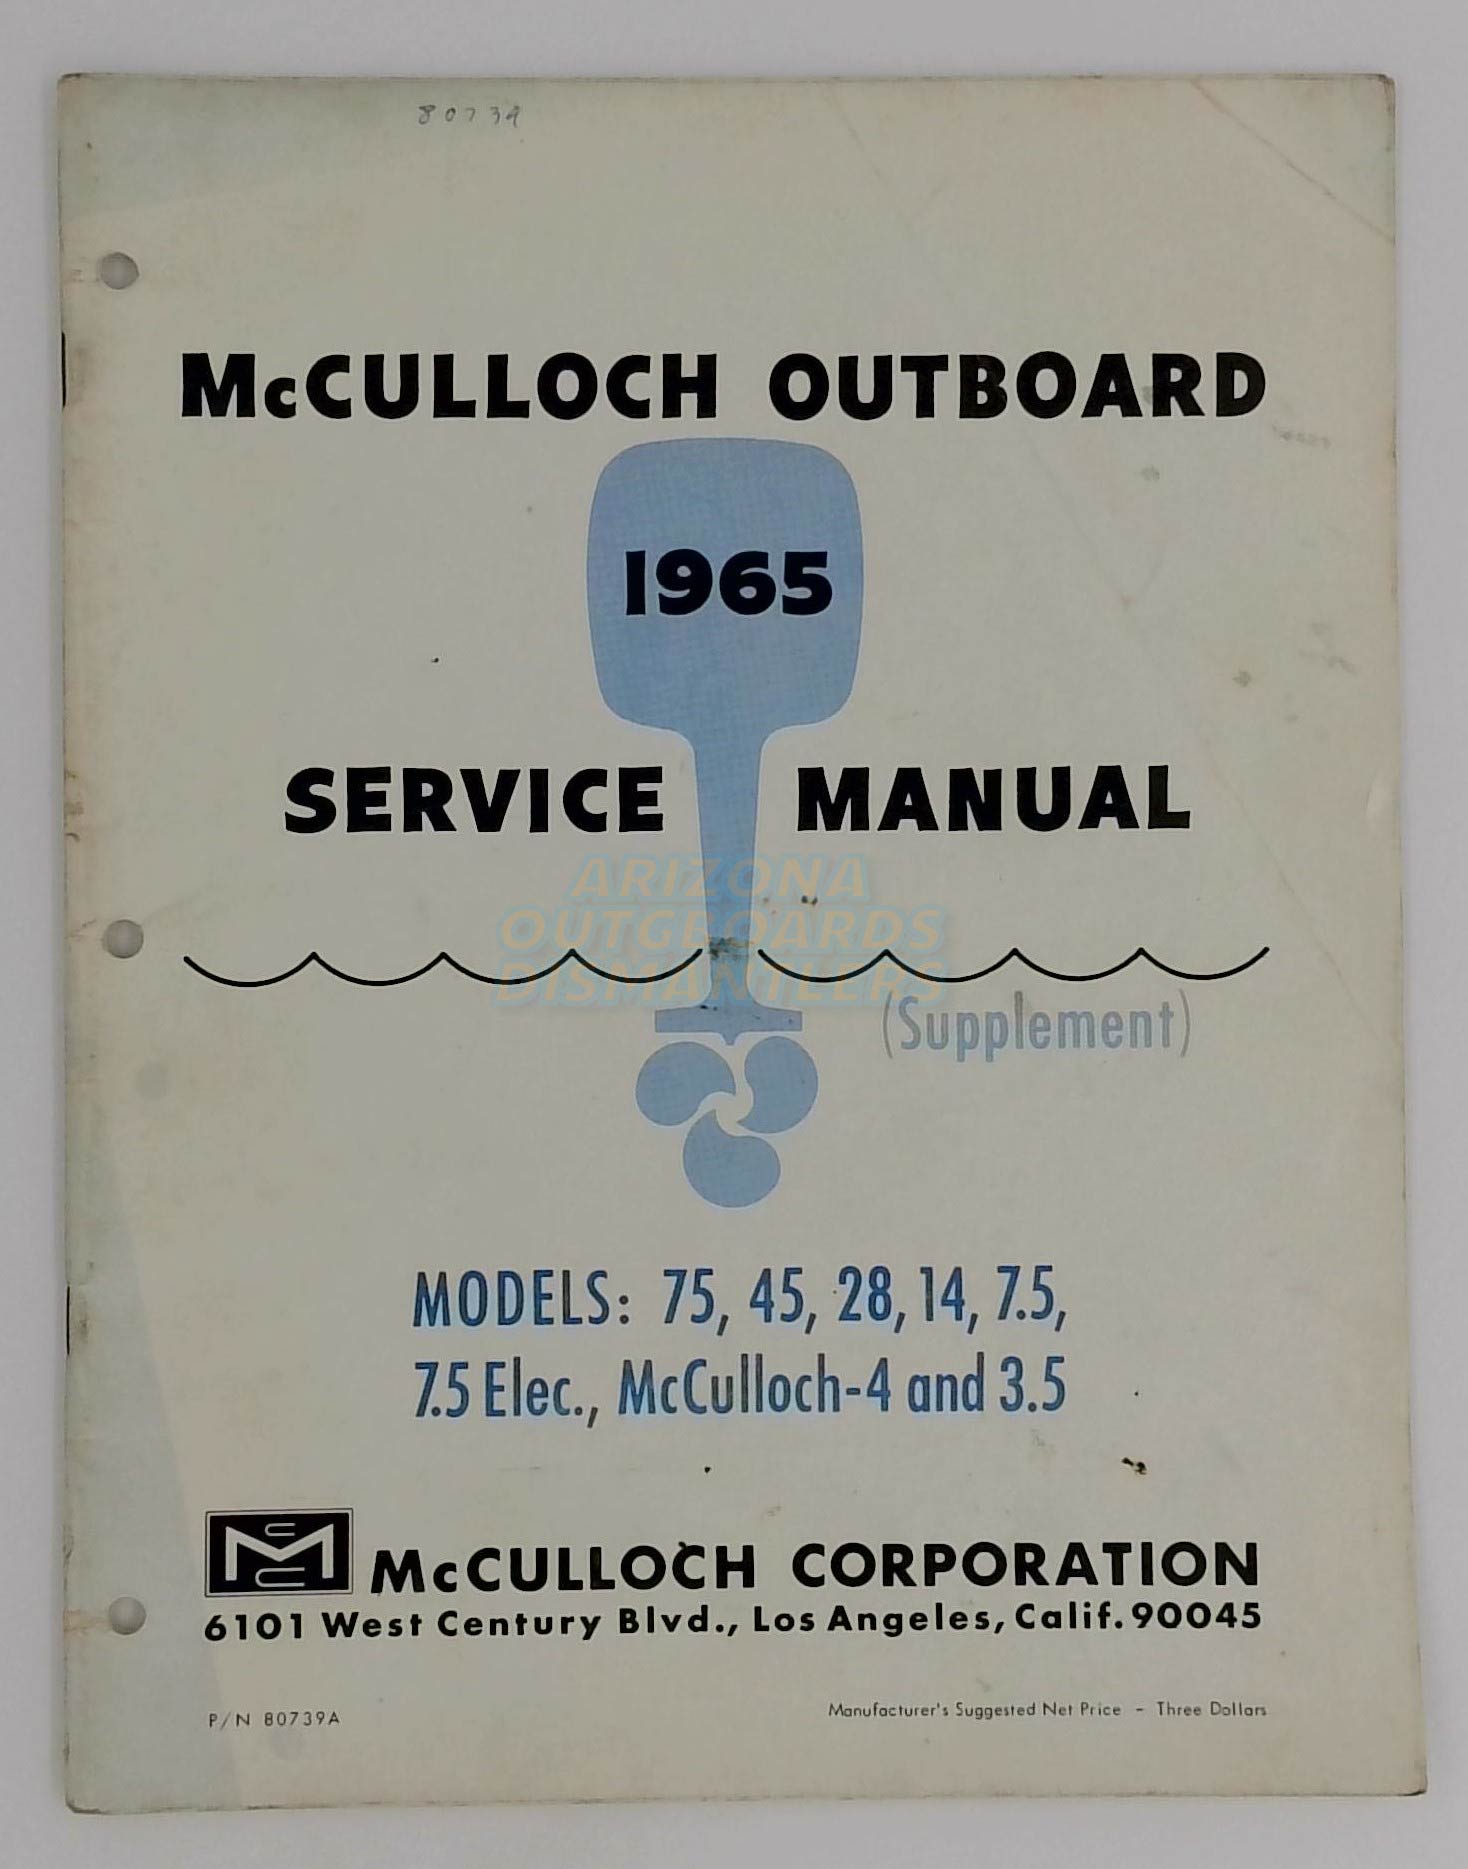 80739
McCULLOCH OUTBOARD
1965
SERVICE MANUAL
ARIZONA
OUTGBOARDS
DISMANTLERS
(Supplement)
MODELS: 75, 45, 28, 14, 7.5,
7.5 Elec., McCulloch-4 and 3.5
McCULLOCH CORPORATION
6101 West Century Blvd., Los Angeles, Calif. 90045
P/N 80739A
Manufacturer's Suggested Net Price - Three Dollars